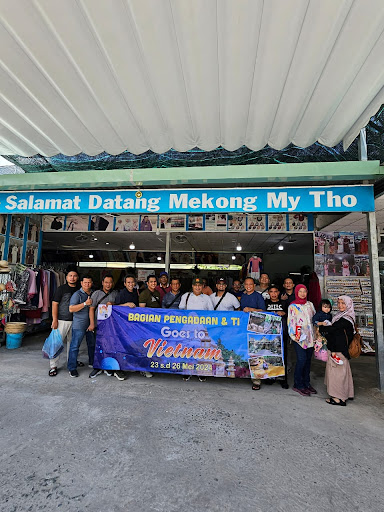 Salamat Datang Mekong My Tho
BAGIAN PENGADAAN & TI
Goes to
Vietnam
23 s.d 26 Mei 2024